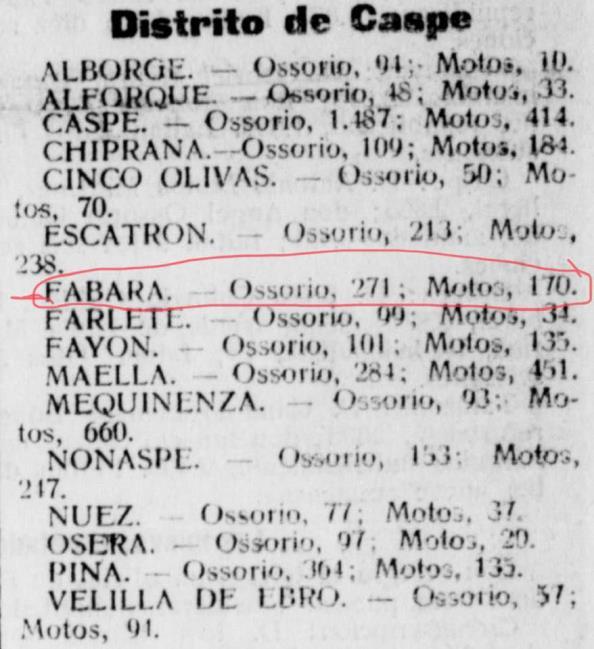 Distrito de Caspe
ALBORGE. — Ossorio, 94; Motos, 10.
ALFORQUE. — Ossorio, 48; Motos, 33.
CASPE. — Ossorio, 1.487; Motos, 414.
CHIPRANA.—Ossorio, 109; Motos, 184.
CINCO OLIVAS. — Ossorio, 50; Mo-
tos, 70.
ESCATRON — Ossorio, 213; Motos,
238.
FABARA. — Ossorio, 271; Motos, 170.
FARLETE. — Ossorio, 99; Motos, 34.
FAYON. — Ossorio, 101; Motos, 135.
MAELLA. — Ossorio, 284; Motos, 451.
MEQUINENZA. — Ossorio, 93; Mo-
tos, 660.
NONASPE. — Ossorio, 153; Motos,
247.
NUEZ. — Ossorio, 77; Motos, 37.
OSERA. — Ossorio, 97; Motos, 20.
PINA. — Ossorio, 364; Motos, 135.
VELILLA DE EBRO. — Ossorio, 57;
Motos, 94.